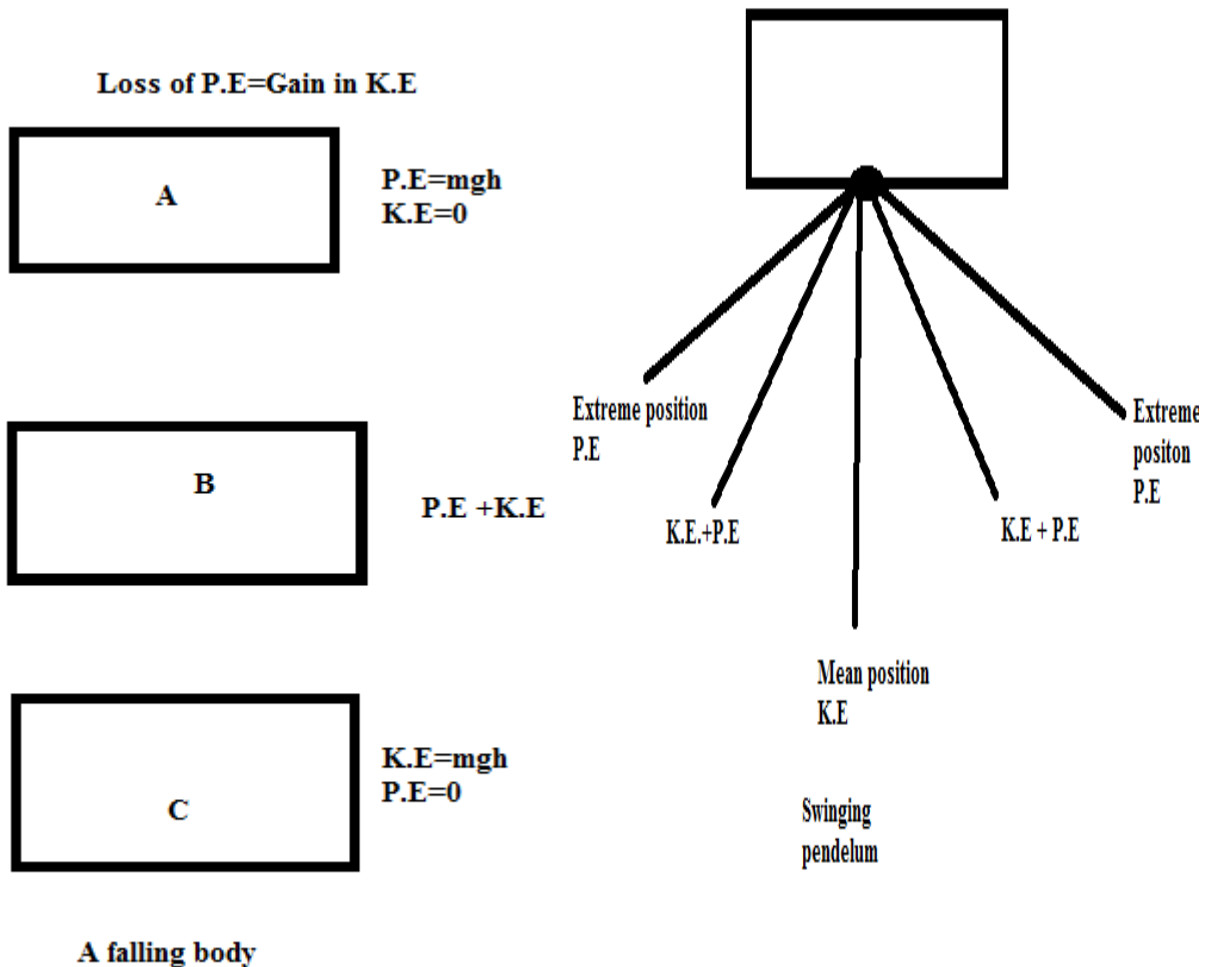 Loss of P.E=Gain in K.E
A
P.E=mgh
K.E=0
B
P.E +K.E
C
K.E=mgh
P.E=0
A falling body
Extreme position
P.E
K.E.+P.E
Mean position
K.E
K.E + P.E
Extreme
positon
P.E
Swinging
pendelum